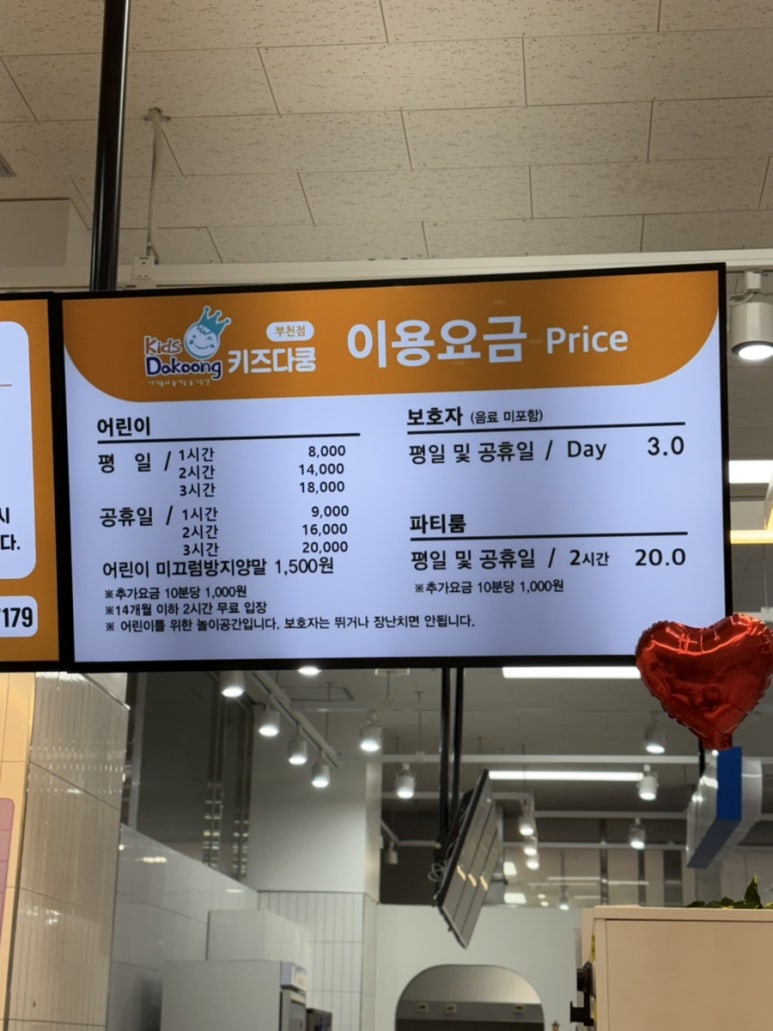 시
다.
179
Kids
Dakoong
부천점
키즈다쿵
이용요금 Price
어린이
평 일 / 1시간 8,000
2시간 14,000
3시간 18,000
공휴일 / 1시간 9,000
2시간 16,000
3시간 20,000
어린이 미끄럼방지양말 1,500원
※추가요금 10분당 1,000원
※14개월 이하 2시간 무료 입장
※ 어린이를 위한 놀이공간입니다. 보호자는 뛰거나 장난치면 안됩니다.
보호자 (음료 미포함)
평일 및 공휴일 / Day 3.0
파티룸
평일 및 공휴일 / 2시간 20.0
※추가요금 10분당 1,000원